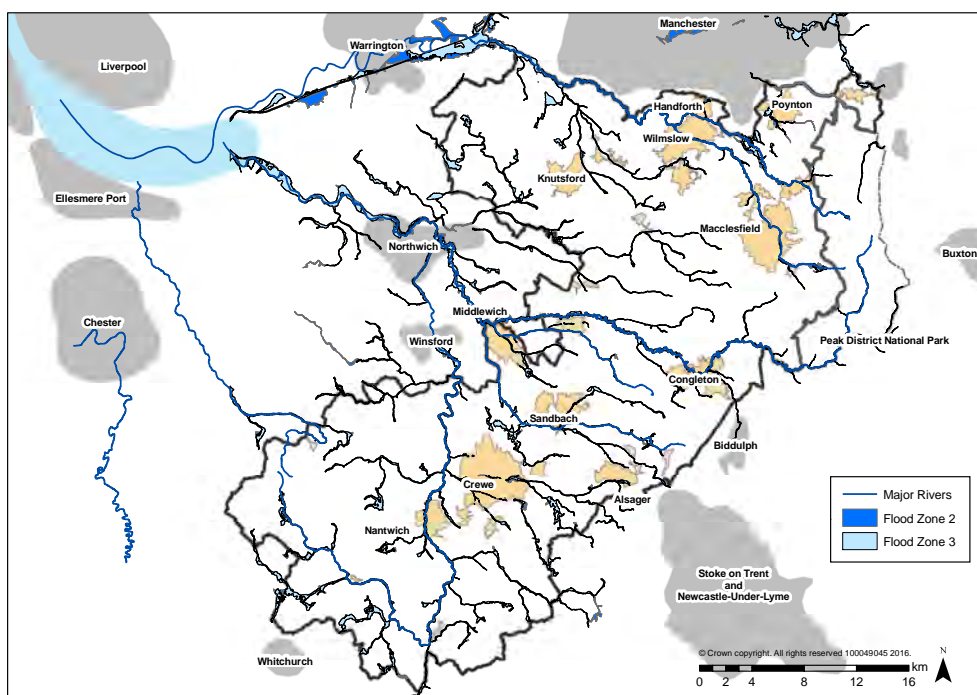 Manchester
Warrington
Liverpool
Handforth
Poynton
Wilmslow
Knutsford
Ellesmere Port
Macclesfield
Northwich
Buxton
Chester
Middlewich
Winsford
Peak District National Park
Congleton
Sandbach
Biddulph
Crewe
Alsager
Nantwich
Major Rivers
Flood Zone 2
Flood Zone 3
Stoke on Trent
and
Newcastle-Under-Lyme
Whitchurch
© Crown copyright. All rights reserved 100049045 2016.
N
km
0 2 4 8 12 16